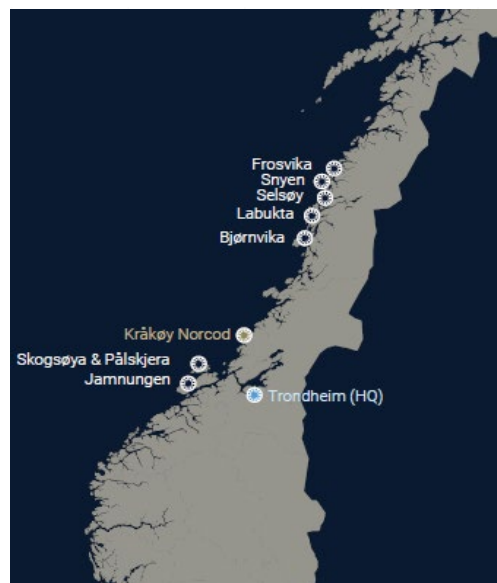 Frosvika
Snyen
Selsøy
Labukta
Bjørnvika
Kråkøy Norcod
Skogsøya & Pålskjera
Jamnungen
Trondheim (HQ)